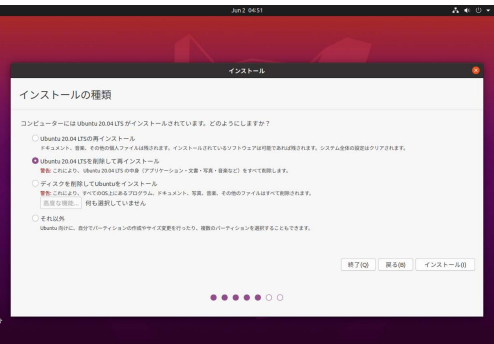 Jun 2 04:51
インストール
インストールの種類
コンピューターには Ubuntu 20.04 LTS がインストールされています。どのようにしますか？
Ubuntu 20.04 LTSの再インストール
ドキュメント、音楽、その他の個人ファイルは残されます。インストールされているソフトウェアは可能であれば残されます。システム全体の設定はクリアされます。
Ubuntu 20.04 LTSを削除して再インストール
警告: これにより、Ubuntu 20.04 LTS の中身（アプリケーション・文書・写真・音楽など）をすべて削除します。
ディスクを削除してUbuntuをインストール
警告: これにより、すべてのOS上にあるプログラム、ドキュメント、写真、音楽、その他のファイルはすべて削除されます。
高度な機能... 何も選択していません
それ以外
Ubuntu 向けに、自分でパーティションの作成やサイズ変更を行ったり、複数のパーティションを選択することもできます。
終了(Q) 戻る(B) インストール(I)